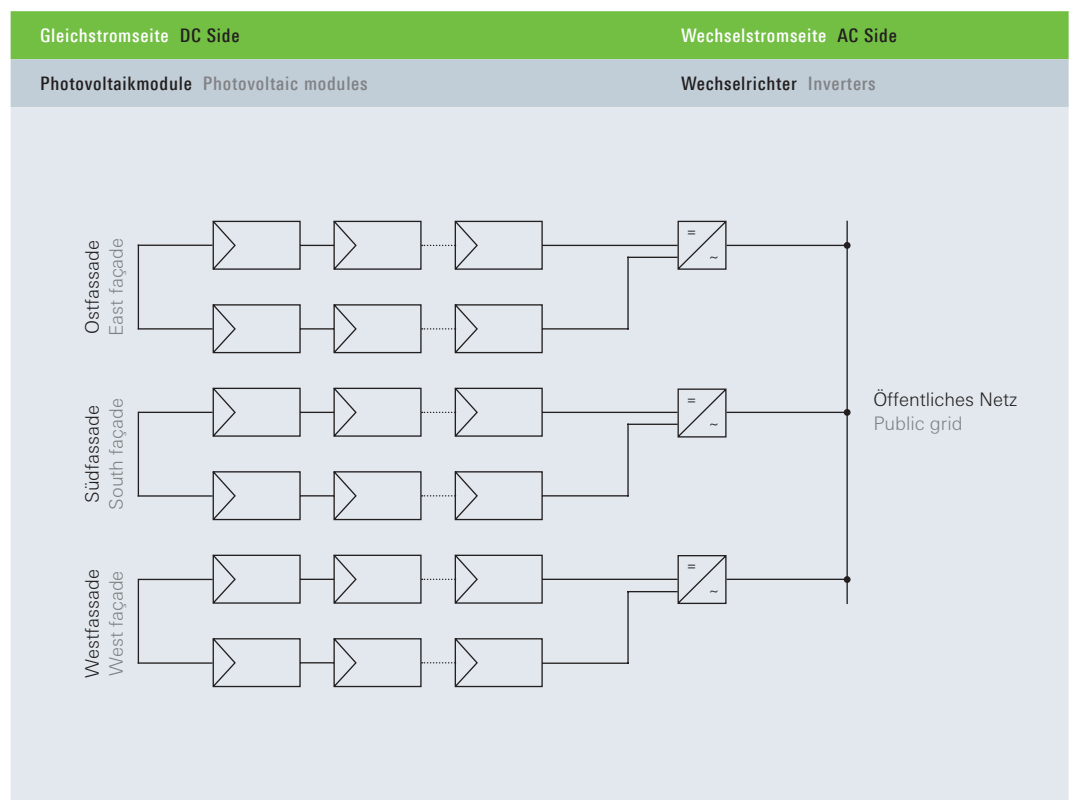 Gleichstromseite DC Side
Wechselstromseite AC Side
Photovoltaikmodule Photovoltaic modules
Wechselrichter Inverters
Ostfassade
East façade
= ~
Südfassade
South façade
= ~
Öffentliches Netz
Public grid
Westfassade
West façade
= ~